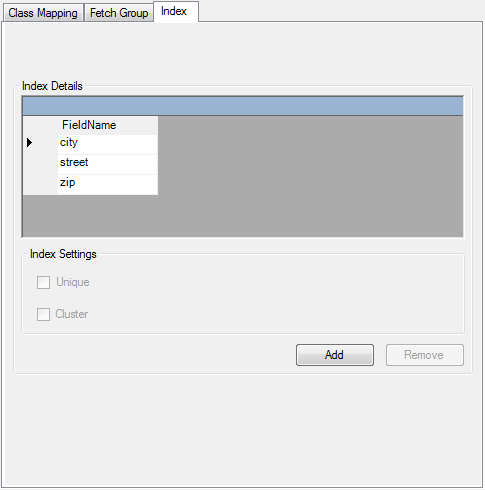 Class Mapping Fetch Group Index
Index Details
FieldName
city
street
zip
Index Settings
Unique
Cluster
Add Remove